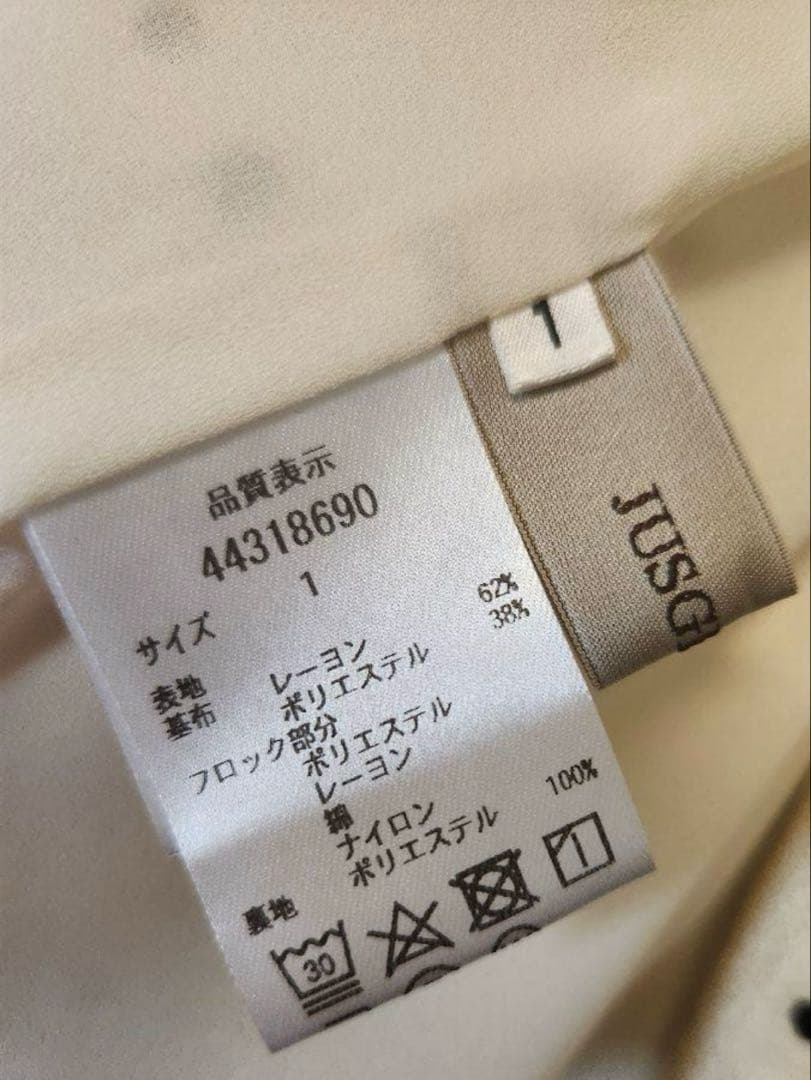 1
JUSG
品質表示
44318690
サイズ 1
表地 レーヨン 62%
基布 ポリエステル 38%
フロック部分
ポリエステル
レーヨン
綿
ナイロン
裏地 ポリエステル 100%
30